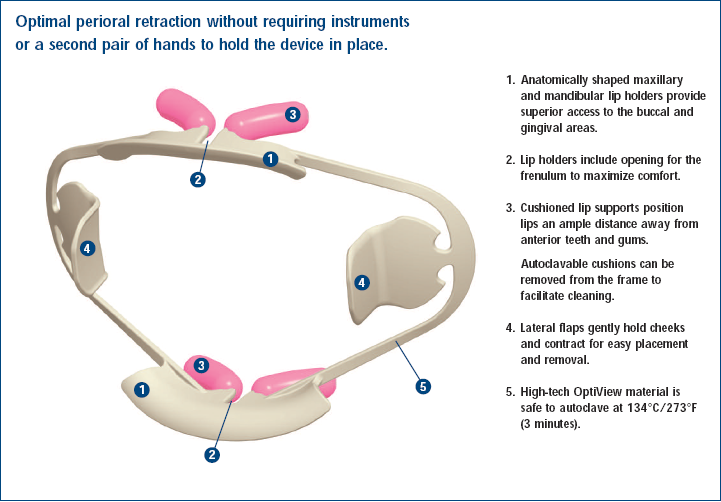 Optimal perioral retraction without requiring instruments
or a second pair of hands to hold the device in place.
3
1
2
4
4
3
1
5
2
1. Anatomically shaped maxillary
and mandibular lip holders provide
superior access to the buccal and
gingival areas.
2. Lip holders include opening for the
frenulum to maximize comfort.
3. Cushioned lip supports position
lips an ample distance away from
anterior teeth and gums.
Autoclavable cushions can be
removed from the frame to
facilitate cleaning.
4. Lateral flaps gently hold cheeks
and contract for easy placement
and removal.
5. High-tech OptiView material is
safe to autoclave at 134°C/273°F
(3 minutes).